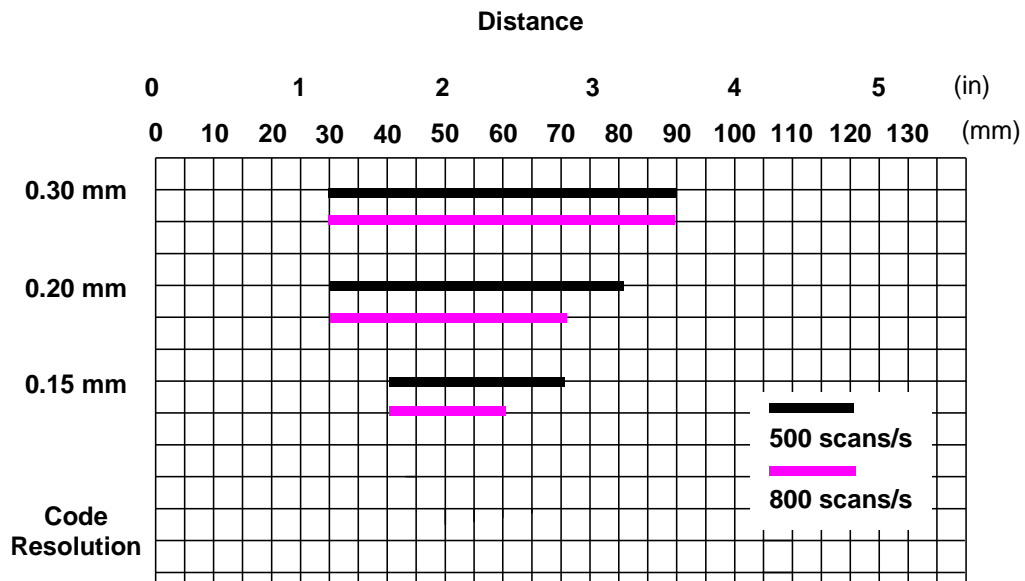 Distance
0 1 2 3 4 5 (in)
0 10 20 30 40 50 60 70 80 90 100 110 120 130 (mm)
0.30 mm
0.20 mm
0.15 mm
500 scans/s
800 scans/s
Code
Resolution